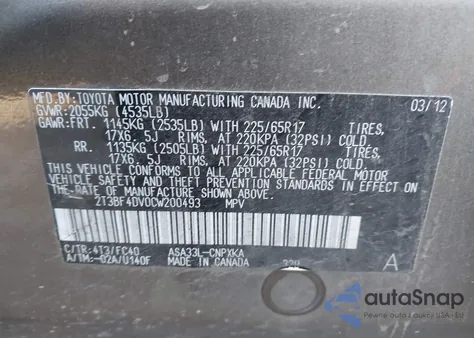 MFD.BY:TOYOTA MOTOR MANUFACTURING CANADA INC. 03/12
GVWR:2055KG (4535LB)
GAWR:FRT. 1145KG (2535LB) WITH 225/65R17 TIRES,
17X6. 5J RIMS, AT 220KPA (32PSI) COLD.
RR. 1135KG (2505LB) WITH 225/65R17 TIRES,
17X6. 5J RIMS, AT 220KPA (32PSI) COLD.
THIS VEHICLE CONFORMS TO ALL APPLICABLE FEDERAL MOTOR
VEHICLE SAFETY AND THEFT PREVENTION STANDARDS IN EFFECT ON
THE DATE OF MANUFACTURE SHOWN ABOVE.
2T3BF4DV0CW200493 MPV
C/TR:4T3/FC40 ASA33L-CNPXKA
A/TM:-02A/U140F MADE IN CANADA A
autoSnap
Autopsy Pośrednik USA - EU